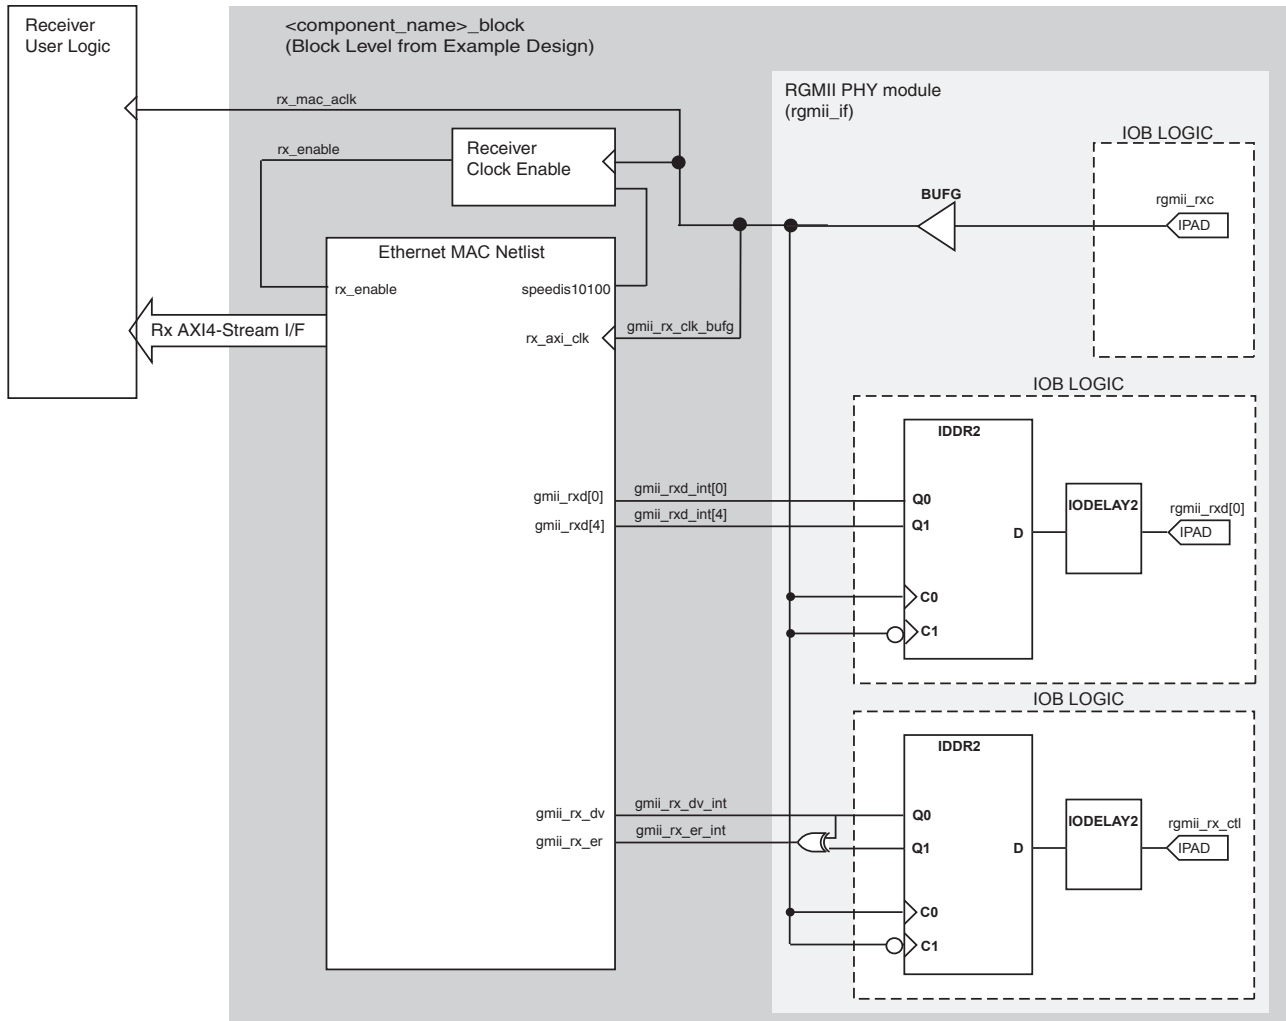 Receiver
User Logic
<component_name>_block
(Block Level from Example Design)
RGMII PHY module
(rgmii_if)
rx_mac_aclk
IOB LOGIC
rx_enable
Receiver
Clock Enable
BUFG
rgmii_rxc
IPAD
Ethernet MAC Netlist
rx_enable
speedis10100
Rx AXI4-Stream I/F
gmii_rx_clk_bufg
rx_axi_clk
IOB LOGIC
IDDR2
gmii_rxd[0]
gmii_rxd_int[0]
Q0
gmii_rxd[4]
gmii_rxd_int[4]
Q1
D
IODELAY2
rgmii_rxd[0]
IPAD
C0
C1
IOB LOGIC
IDDR2
gmii_rx_dv
gmii_rx_dv_int
Q0
gmii_rx_er
gmii_rx_er_int
Q1
D
IODELAY2
rgmii_rx_ctl
IPAD
C0
C1